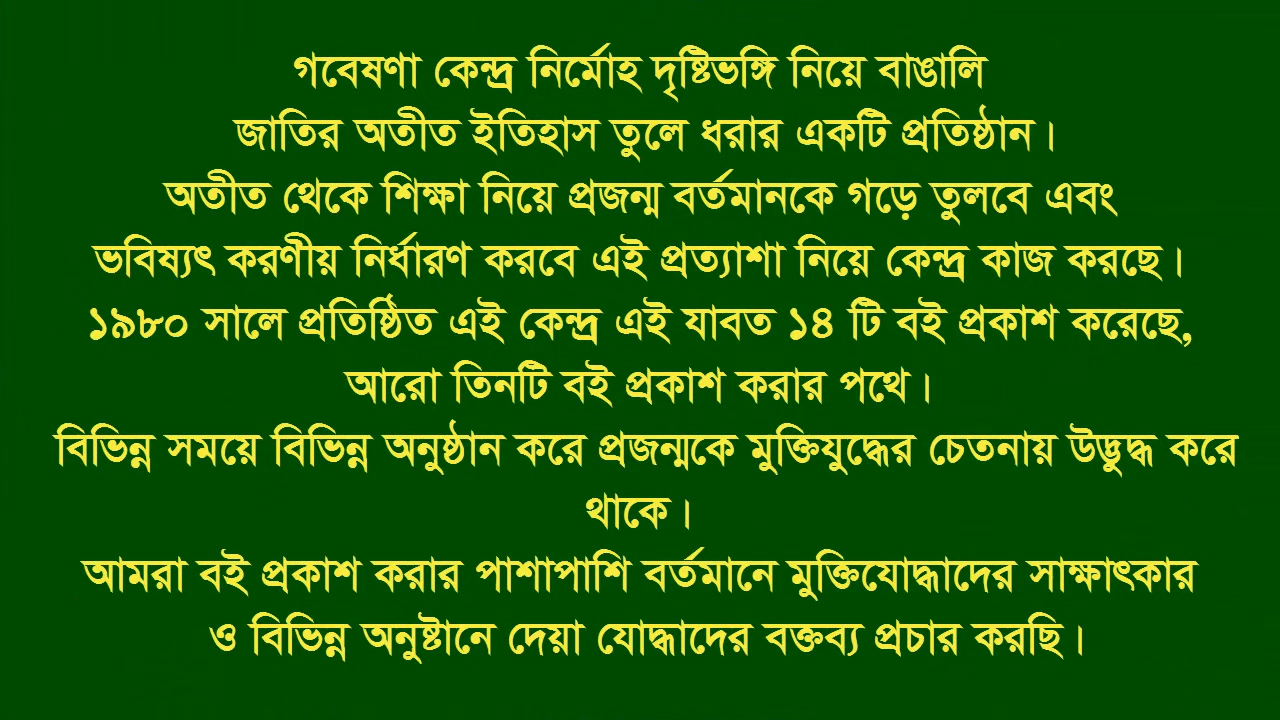 গবেষণা কেন্দ্র নির্মোহ দৃষ্টিভঙ্গি নিয়ে বাঙালি
জাতির অতীত ইতিহাস তুলে ধরার একটি প্রতিষ্ঠান।
অতীত থেকে শিক্ষা নিয়ে প্রজন্ম বর্তমানকে গড়ে তুলবে এবং
ভবিষ্যৎ করণীয় নির্ধারণ করবে এই প্রত্যাশা নিয়ে কেন্দ্র কাজ করছে।
১৯৮০ সালে প্রতিষ্ঠিত এই কেন্দ্র এই যাবত ১৪ টি বই প্রকাশ করেছে,
আরো তিনটি বই প্রকাশ করার পথে।
বিভিন্ন সময়ে বিভিন্ন অনুষ্ঠান করে প্রজন্মকে মুক্তিযুদ্ধের চেতনায় উদ্ভুদ্ধ করে
থাকে।
আমরা বই প্রকাশ করার পাশাপাশি বর্তমানে মুক্তিযোদ্ধাদের সাক্ষাৎকার
ও বিভিন্ন অনুষ্টানে দেয়া যোদ্ধাদের বক্তব্য প্রচার করছি।